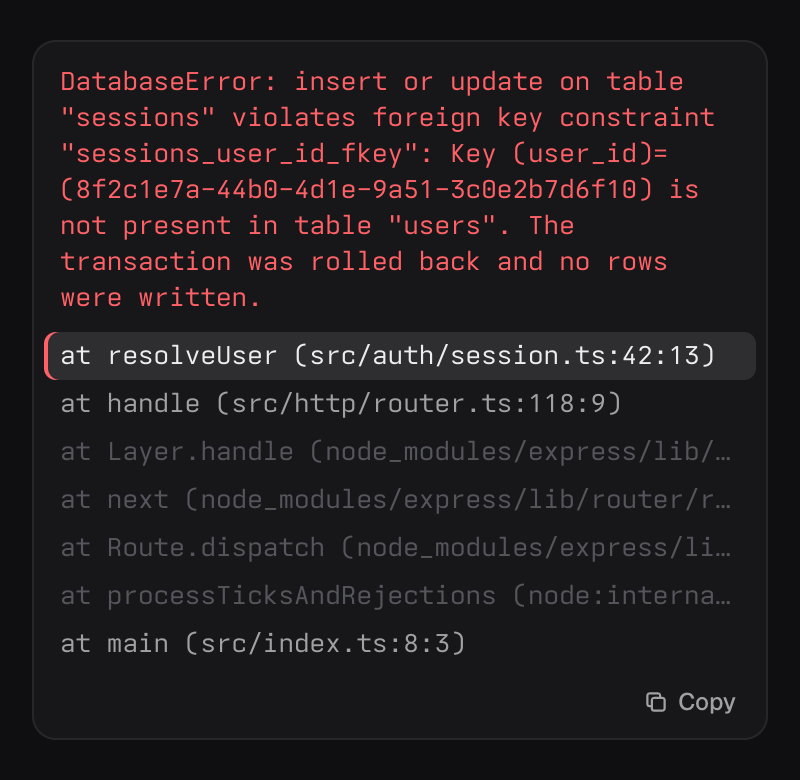 DatabaseError: insert or update on table
"sessions" violates foreign key constraint
"sessions_user_id_fkey": Key (user_id)=
(8f2c1e7a-44b0-4d1e-9a51-3c0e2b7d6f10) is
not present in table "users". The
transaction was rolled back and no rows
were written.
at resolveUser (src/auth/session.ts:42:13)
at handle (src/http/router.ts:118:9)
at Layer.handle (node_modules/express/lib/…
at next (node_modules/express/lib/router/r…
at Route.dispatch (node_modules/express/li…
at processTicksAndRejections (node:interna…
at main (src/index.ts:8:3)
Copy